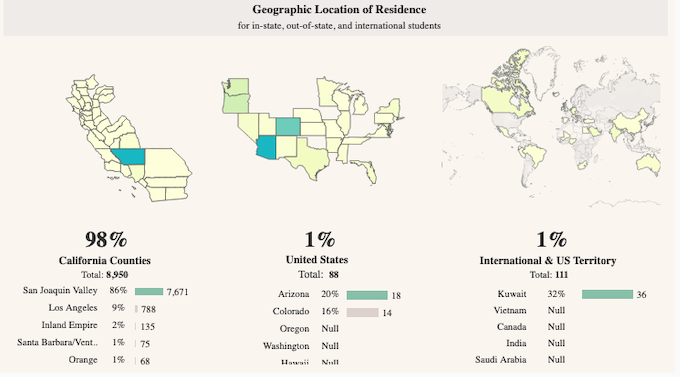 Geographic Location of Residence
for in-state, out-of-state, and international students
98%
California Counties
Total: 8,950
San Joaquin Valley 86% 7,671
Los Angeles 9% 788
Inland Empire 2% 135
Santa Barbara/Vent.. 1% 75
Orange 1% 68
1%
United States
Total: 88
Arizona 20% 18
Colorado 16% 14
Oregon Null
Washington Null
Hawaii Null
1%
International & US Territory
Total: 111
Kuwait 32% 36
Vietnam Null
Canada Null
India Null
Saudi Arabia Null